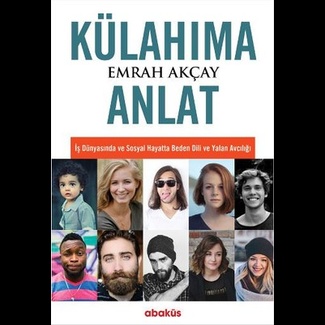 KÜLAHIMA
EMRAH AKÇAY
ANLAT
İş Dünyasında ve Sosyal Hayatta Beden Dili ve Yalan Avcılığı
abaküs